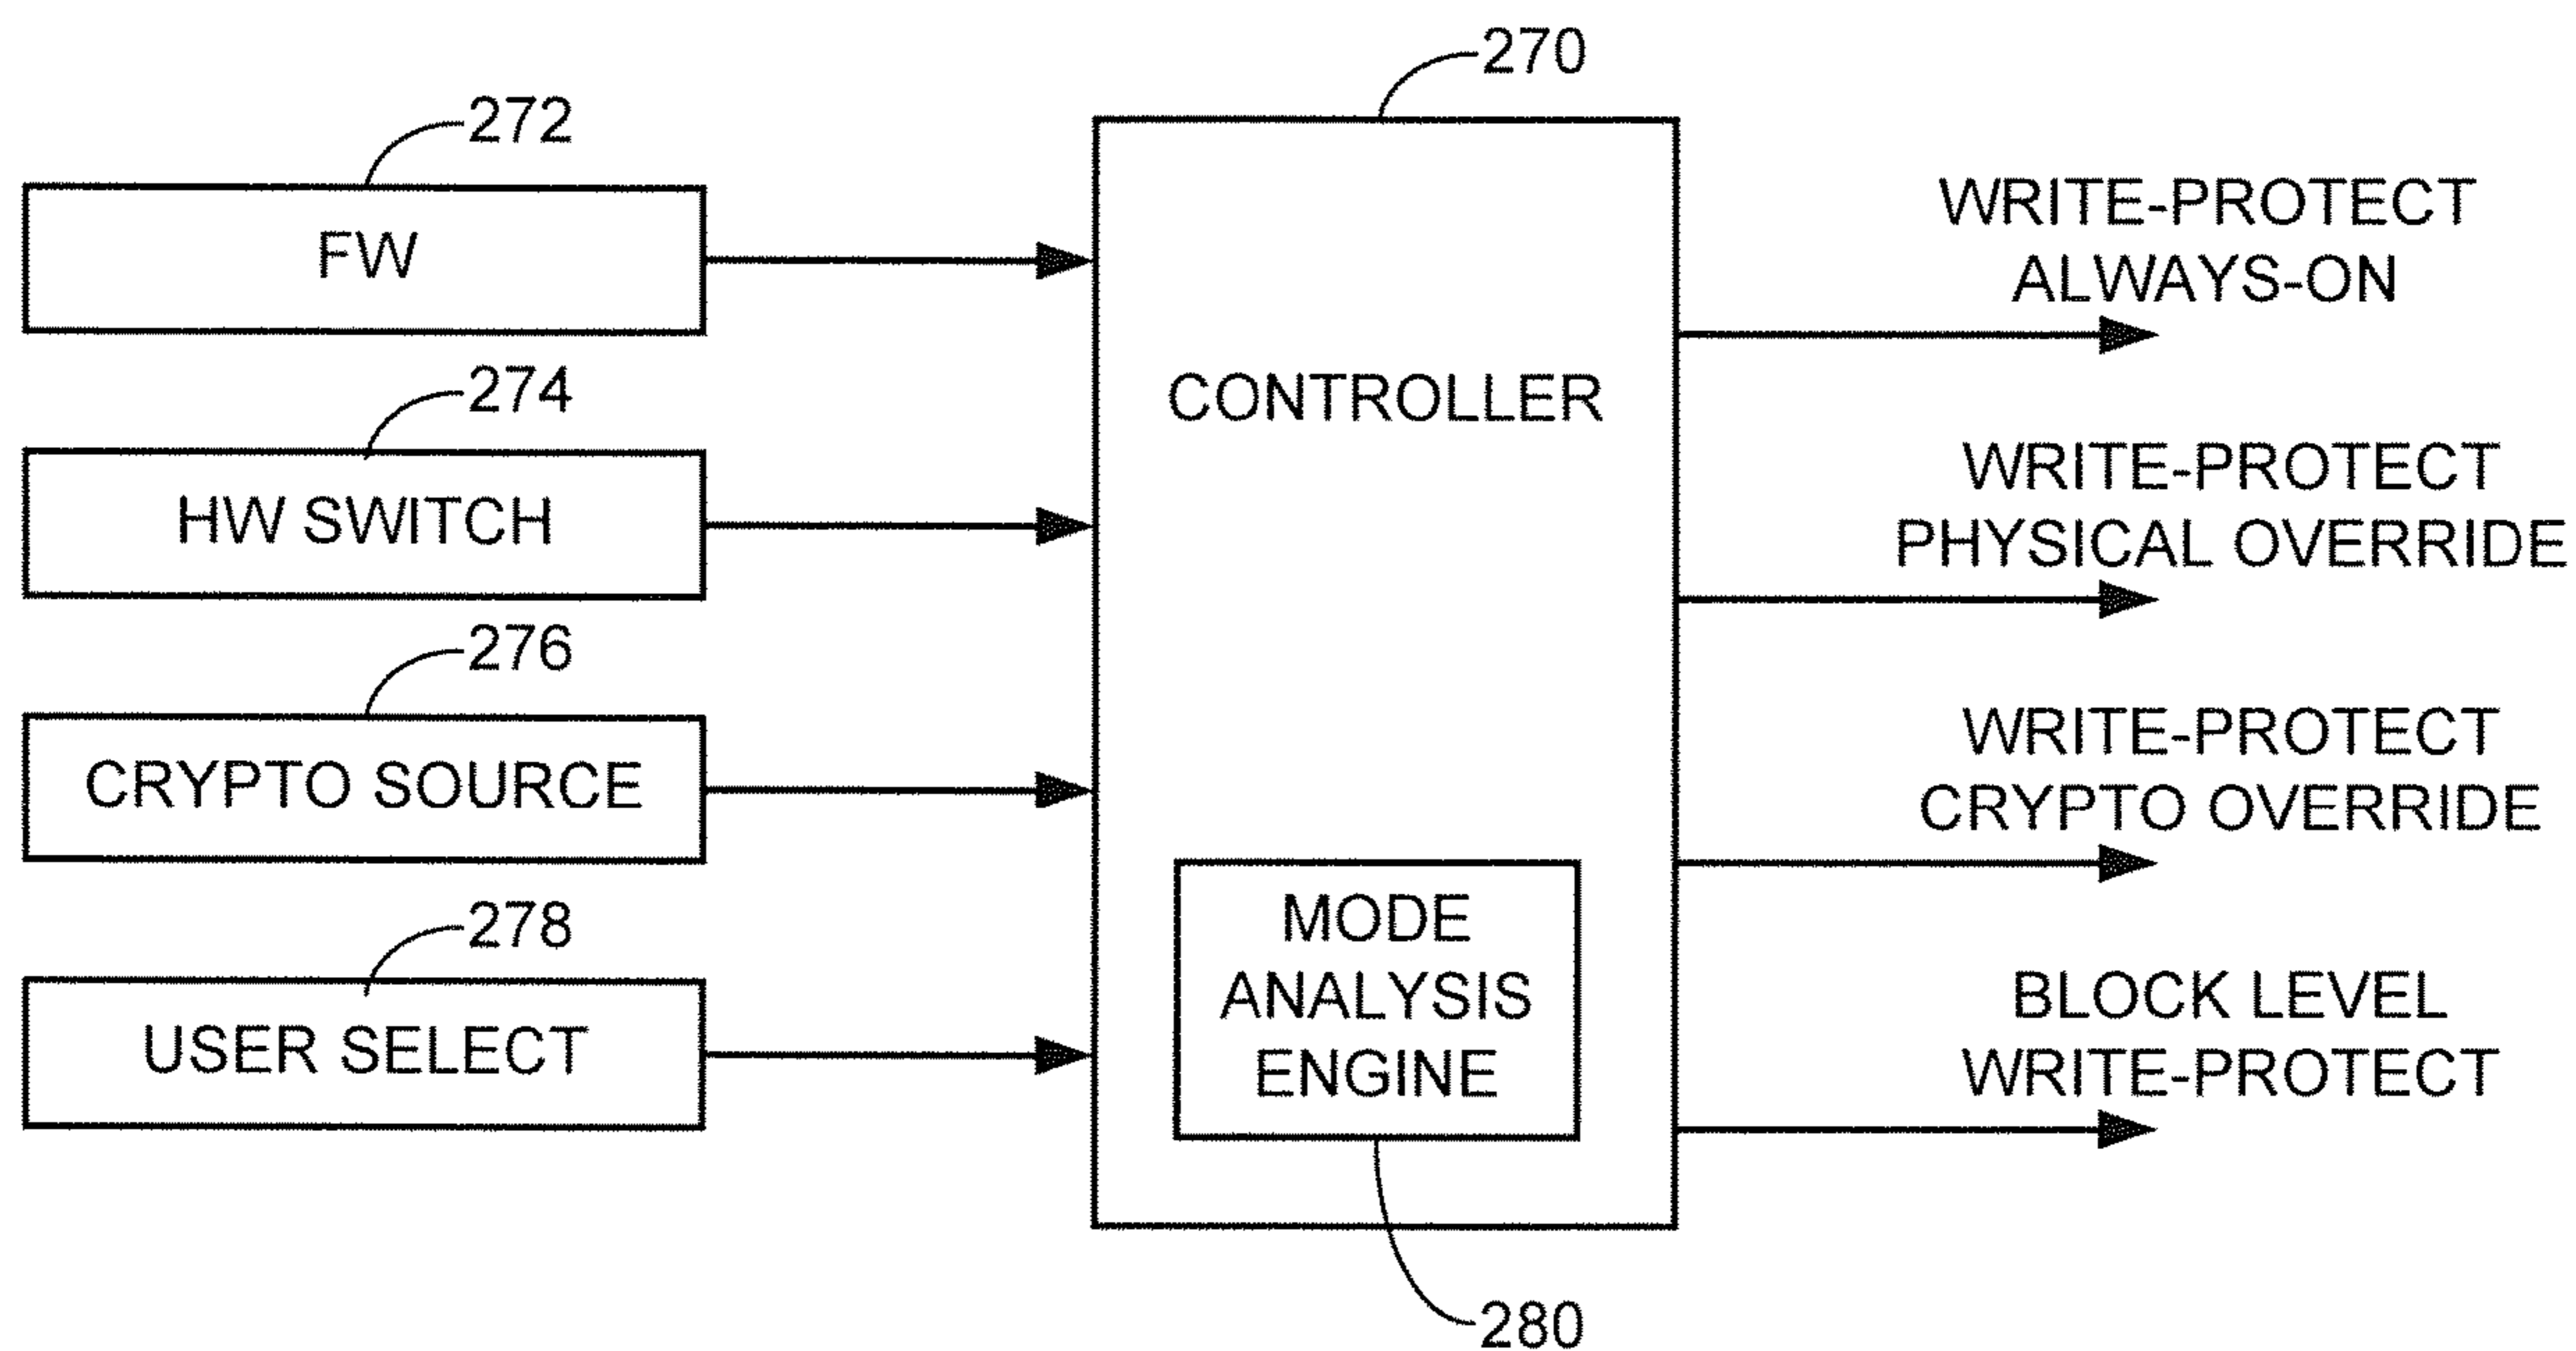 270
272
FW
274
HW SWITCH
276
CRYPTO SOURCE
278
USER SELECT
CONTROLLER
MODE
ANALYSIS
ENGINE
280
WRITE-PROTECT
ALWAYS-ON
WRITE-PROTECT
PHYSICAL OVERRIDE
WRITE-PROTECT
CRYPTO OVERRIDE
BLOCK LEVEL
WRITE-PROTECT